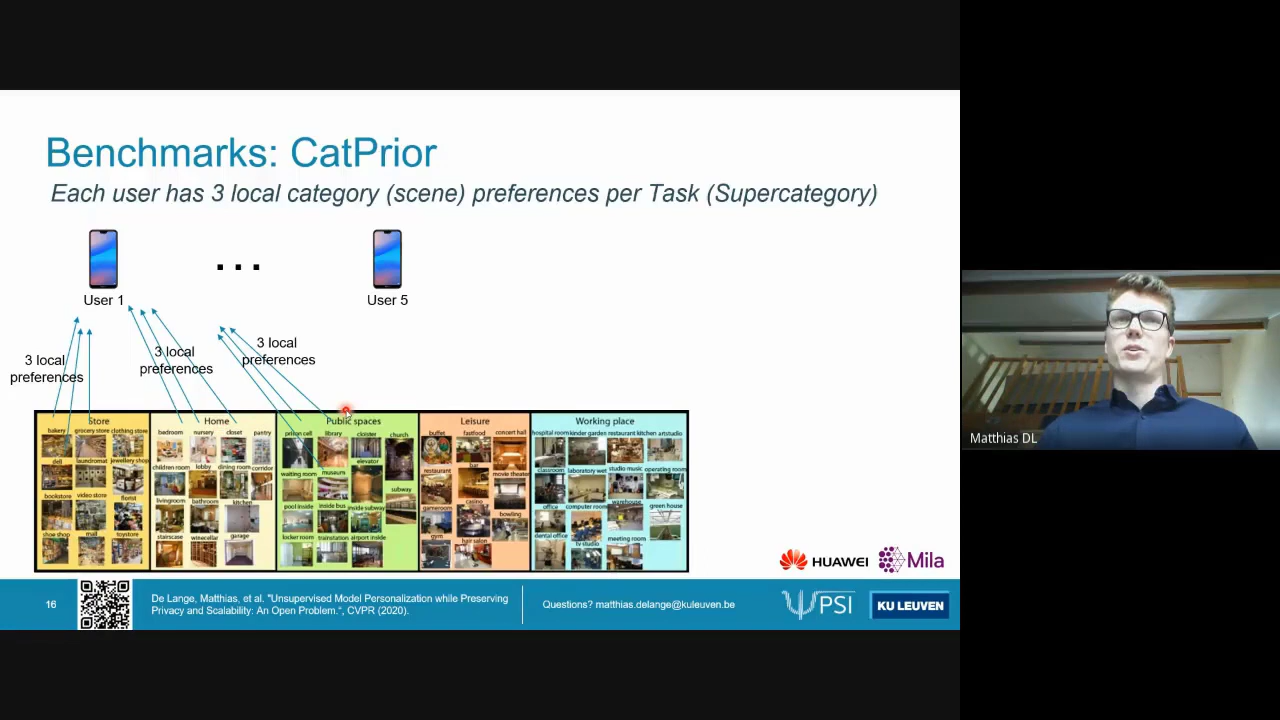 Benchmarks: CatPrior
Each user has 3 local category (scene) preferences per Task (Supercategory)
...
User 1
User 5
3 local
preferences
3 local
preferences
3 local
preferences
Store
bakery grocery store clothing store
deli laundromat jewellery shop
bookstore video store florist
shoe shop mall toystore
Home
bedroom nursery closet pantry
children room lobby dining room corridor
livingroom bathroom kitchen
staircase winecellar garage
Public spaces
prison cell library cloister church
waiting room museum elevator
pool inside inside bus inside subway subway
locker room trainstation airport inside
Leisure
buffet fastfood concert hall
restaurant bar movie theater
gameroom casino bowling
gym hair salon
Working place
hospital room kinder garden restaurant kitchen artstudio
classroom laboratory wet studio music operating room
office computer room warehouse green house
dental office tv studio meeting room
HUAWEI
Mila
16
De Lange, Matthias, et al. "Unsupervised Model Personalization while Preserving
Privacy and Scalability: An Open Problem.", CVPR (2020).
Questions? matthias.delange@kuleuven.be
PSI
KU LEUVEN
Matthias DL